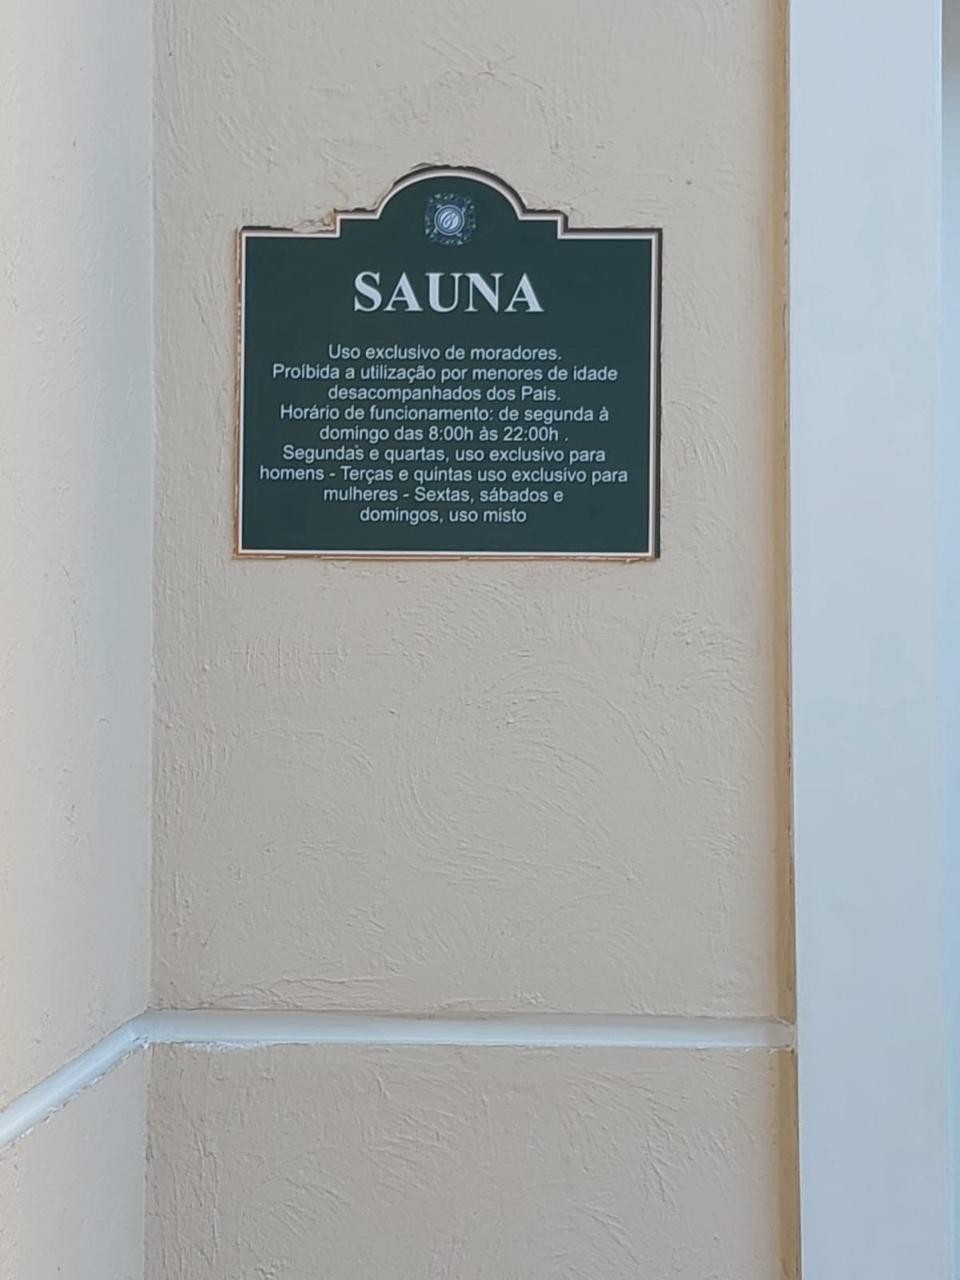 SAUNA
Uso exclusivo de moradores.
Proíbida a utilização por menores de idade
desacompanhados dos Pais.
Horário de funcionamento: de segunda à
domingo das 8:00h às 22:00h .
Segundas e quartas, uso exclusivo para
homens - Terças e quintas uso exclusivo para
mulheres - Sextas, sábados e
domingos, uso misto